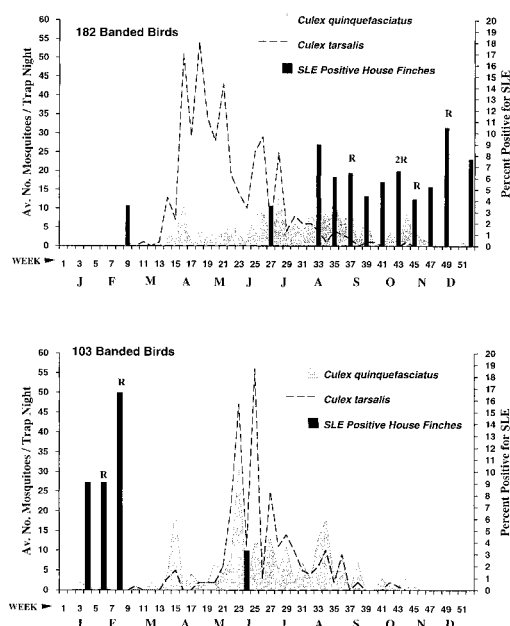 182 Banded Birds
Culex quinquefasciatus
Culex tarsalis
SLE Positive House Finches
Av. No. Mosquitoes / Trap Night
60
55
50
45
40
35
30
25
20
15
10
5
0
R
R
2R
R
R
20
19
18
17
16
15
14
13
12
11
10
9
8
7
6
5
4
3
2
1
0
Percent Positive for SLE
WEEK 1 3 5 7 9 11 13 15 17 19 21 23 25 27 29 31 33 35 37 39 41 43 45 47 49 51
J F M A M J J A S O N D
103 Banded Birds
Culex quinquefasciatus
Culex tarsalis
SLE Positive House Finches
Av. No. Mosquitoes / Trap Night
60
55
50
45
40
35
30
25
20
15
10
5
0
R
R
20
19
18
17
16
15
14
13
12
11
10
9
8
7
6
5
4
3
2
1
0
Percent Positive for SLE
WEEK 1 3 5 7 9 11 13 15 17 19 21 23 25 27 29 31 33 35 37 39 41 43 45 47 49 51
J F M A M J J A S O N D